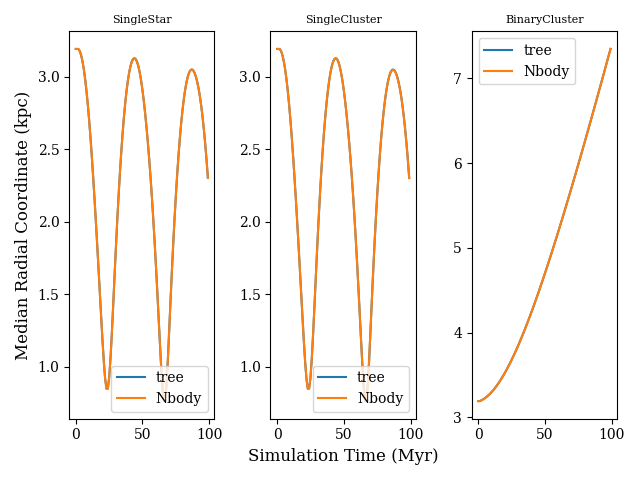 SingleStar
SingleCluster
BinaryCluster
Median Radial Coordinate (kpc)
3.0
2.5
2.0
1.5
1.0
tree
Nbody
0
50
100
3.0
2.5
2.0
1.5
1.0
tree
Nbody
0
50
100
tree
Nbody
7
6
5
4
3
0
50
100
Simulation Time (Myr)